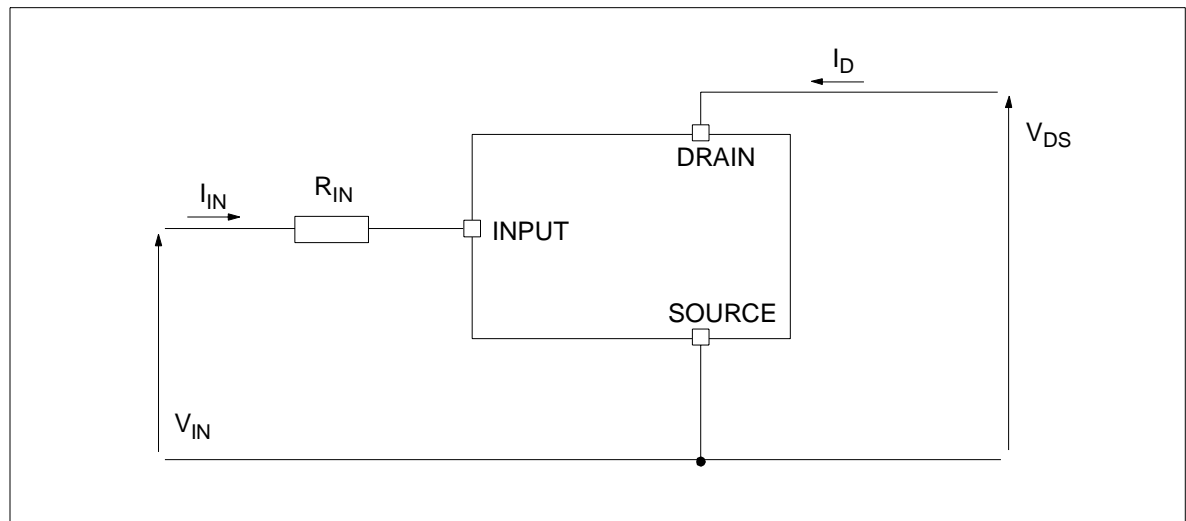 I_D
DRAIN
V_DS
I_IN
R_IN
INPUT
SOURCE
V_IN